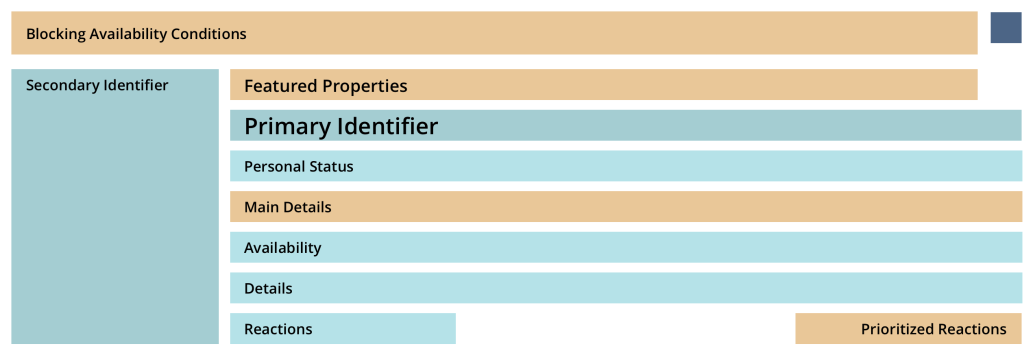 Blocking Availability Conditions
Secondary Identifier
Featured Properties
Primary Identifier
Personal Status
Main Details
Availability
Details
Reactions
Prioritized Reactions